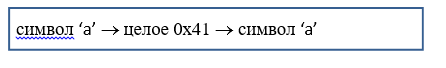 символ ‘а’ → целое 0x41 → символ ‘а’